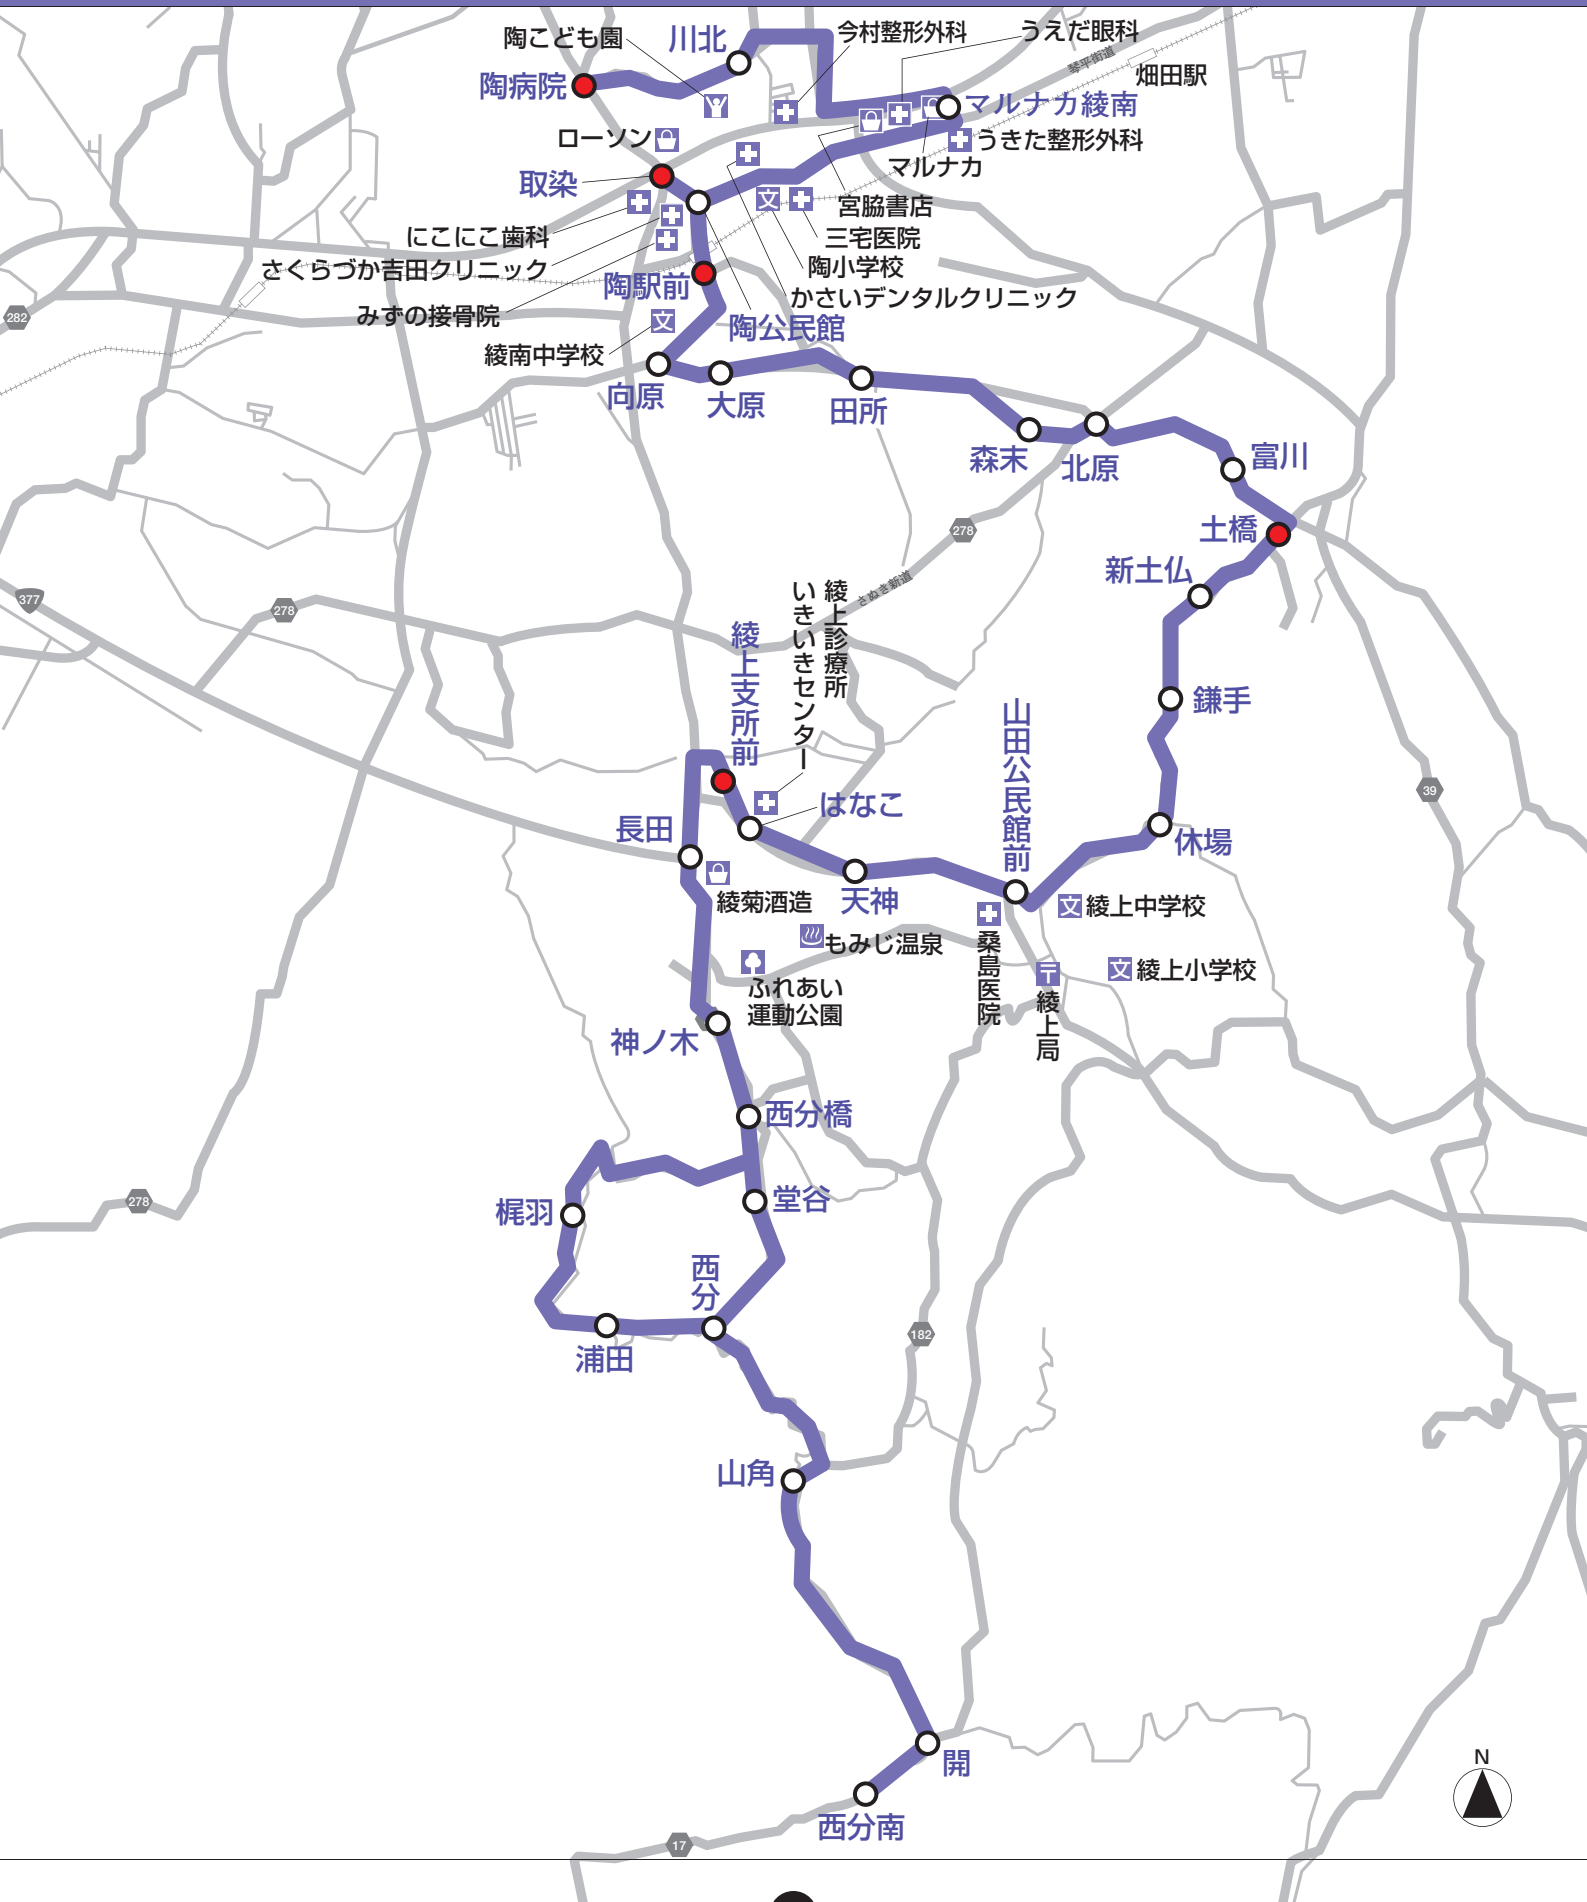 陶こども園
川北
今村整形外科
うえだ眼科
琴平街道
畑田駅
陶病院
マルナカ綾南
ローソン
うきた整形外科
マルナカ
取染
文
宮脇書店
にこにこ歯科
三宅医院
さくらづか吉田クリニック
陶小学校
陶駅前
かさいデンタルクリニック
282
みずの接骨院
文
陶公民館
綾南中学校
向原
大原
田所
森末
北原
富川
278
土橋
新土仏
さぬき新道
377
278
綾上診療所
いきいきセンター
綾上支所前
鎌手
山田公民館前
39
はなこ
長田
休場
綾菊酒造
天神
文
綾上中学校
もみじ温泉
桑島医院
文
綾上小学校
〒
綾上局
ふれあい
運動公園
神ノ木
西分橋
278
梶羽
堂谷
西分
182
浦田
山角
開
N
西分南
17